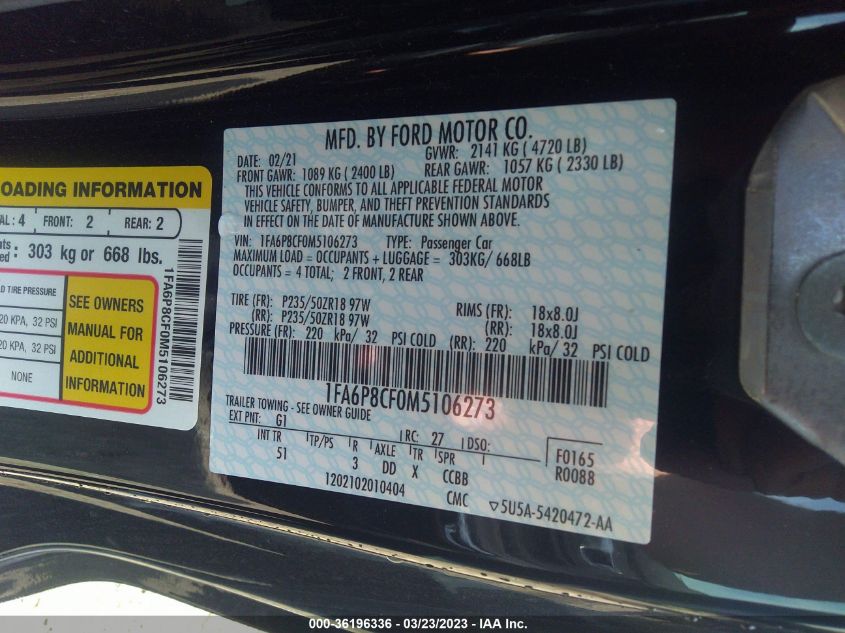 LOADING INFORMATION
AL: 4 FRONT: 2 REAR: 2
303 kg or 668 lbs.
TIRE PRESSURE
20 KPA, 32 PSI
20 KPA, 32 PSI
NONE
SEE OWNERS
MANUAL FOR
ADDITIONAL
INFORMATION
1FA6P8CF0M5106273
MFD. BY FORD MOTOR CO.
DATE: 02/21 GVWR: 2141 KG ( 4720 LB)
FRONT GAWR: 1089 KG ( 2400 LB) REAR GAWR: 1057 KG ( 2330 LB)
THIS VEHICLE CONFORMS TO ALL APPLICABLE FEDERAL MOTOR
VEHICLE SAFETY, BUMPER, AND THEFT PREVENTION STANDARDS
IN EFFECT ON THE DATE OF MANUFACTURE SHOWN ABOVE.
VIN: 1FA6P8CF0M5106273 TYPE: Passenger Car
MAXIMUM LOAD = OCCUPANTS + LUGGAGE = 303KG/ 668LB
OCCUPANTS = 4 TOTAL; 2 FRONT, 2 REAR
TIRE (FR): P235/50ZR18 97W RIMS (FR): 18x8.0J
(RR): P235/50ZR18 97W (RR): 18x8.0J
PRESSURE (FR): 220 kPa/ 32 PSI COLD (RR): 220 kPa/ 32 PSI COLD
1FA6P8CF0M5106273
TRAILER TOWING - SEE OWNER GUIDE
EXT PNT: G1 RC: 27 DSO:
INT TR TP/PS R AXLE TR SPR
51 3 DD X CCBB
F0165
R0088
1202102010404 CMC ▽5U5A-5420472-AA
000-36196336 / 03/23/2023 / IAA Inc.